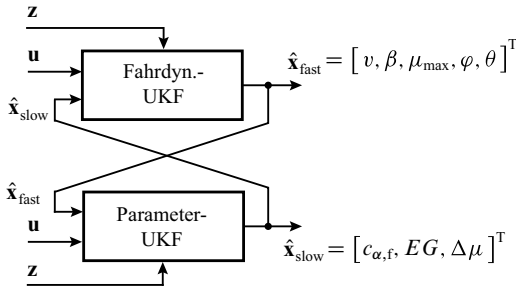 z
u
x̂_slow
Fahrdyn.-
UKF
x̂_fast = [v, β, μ_max, φ, θ]^T
x̂_fast
u
z
Parameter-
UKF
x̂_slow = [c_α,f, EG, Δμ]^T